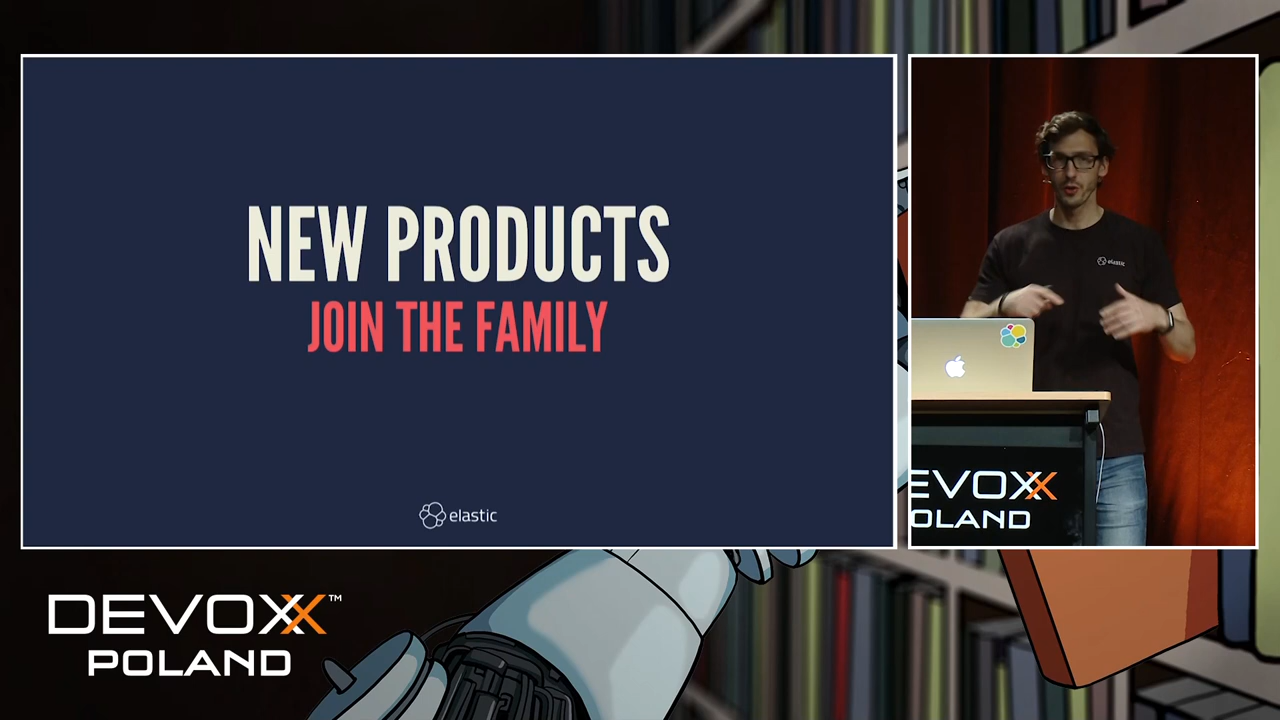 NEW PRODUCTS
JOIN THE FAMILY
elastic
elastic
EVOXX
OLAND
DEVOXX™
POLAND